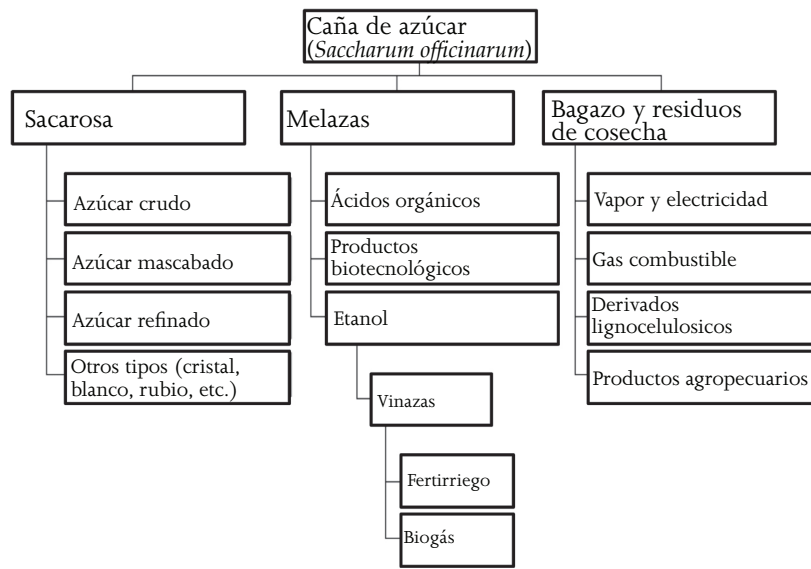 Caña de azúcar
(Saccharum officinarum)
Sacarosa
Azúcar crudo
Azúcar mascabado
Azúcar refinado
Otros tipos (cristal,
blanco, rubio, etc.)
Melazas
Ácidos orgánicos
Productos
biotecnológicos
Etanol
Vinazas
Fertirriego
Biogás
Bagazo y residuos
de cosecha
Vapor y electricidad
Gas combustible
Derivados
lignocelulosicos
Productos agropecuarios